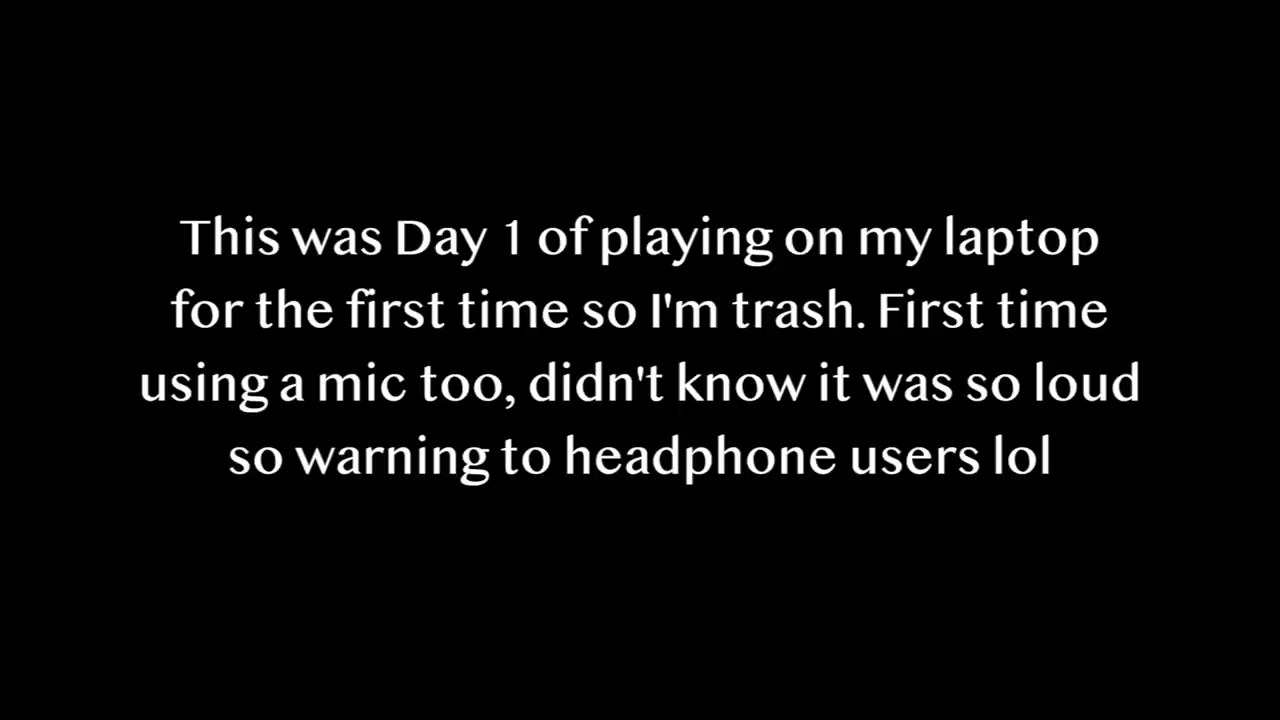 This was Day 1 of playing on my laptop
for the first time so I'm trash. First time
using a mic too, didn't know it was so loud
so warning to headphone users lol